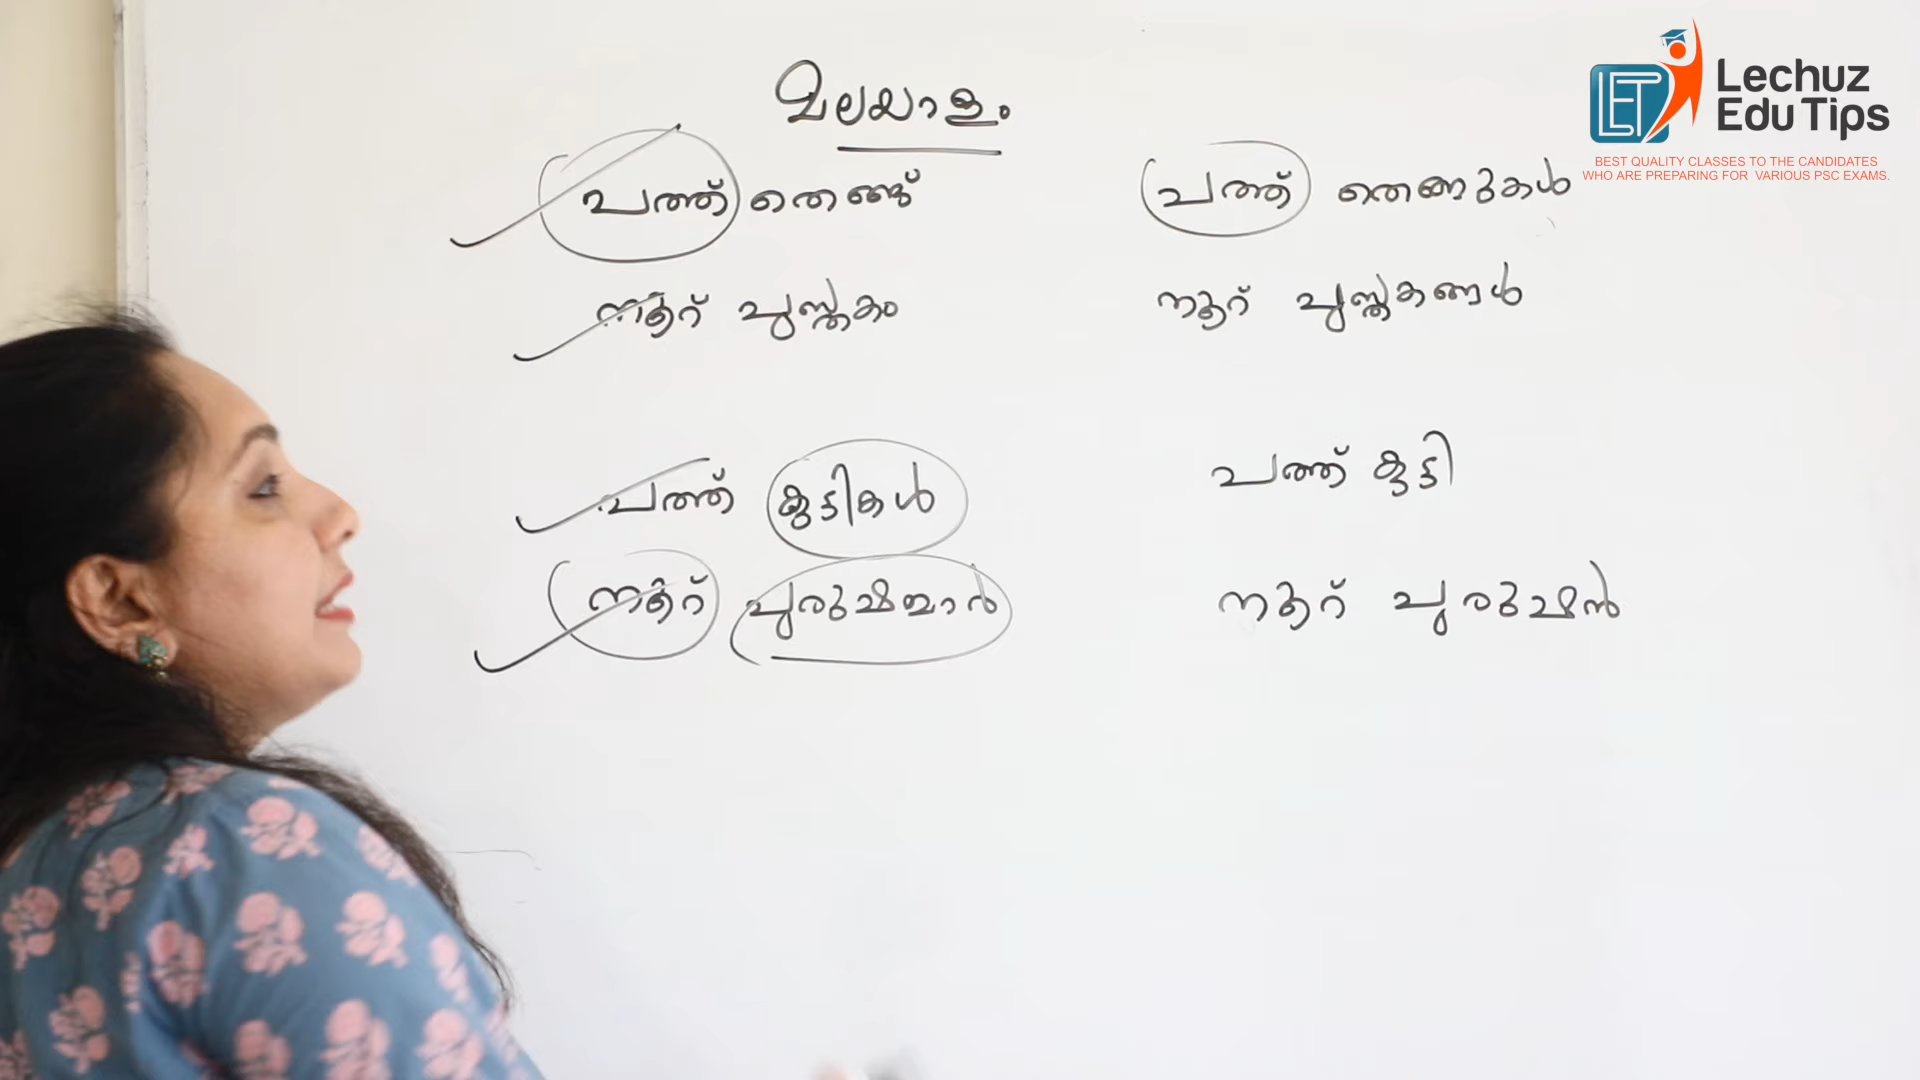 മലയാളം
Lechuz
Edu Tips
BEST QUALITY CLASSES TO THE CANDIDATES
WHO ARE PREPARING FOR VARIOUS PSC EXAMS.
പത്ത് തെങ്ങ് പത്ത് തെങ്ങുകൾ
നൂറ് പുസ്തകം നൂറ് പുസ്തകങ്ങൾ
പത്ത് കുട്ടികൾ പത്ത് കുട്ടി
നൂറ് പുരുഷന്മാർ നൂറ് പുരുഷൻ